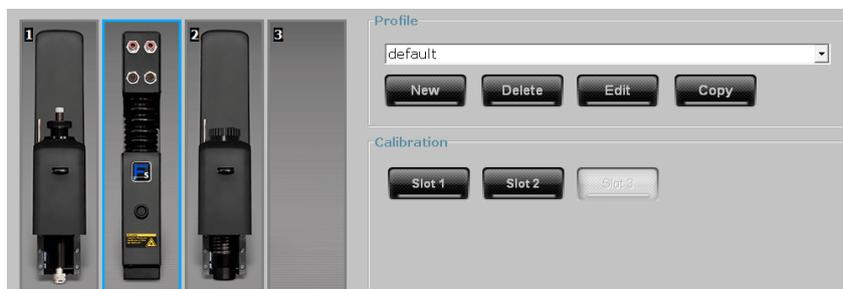 1
2
3
Profile
default
New Delete Edit Copy
Calibration
Slot 1 Slot 2 Slot 3